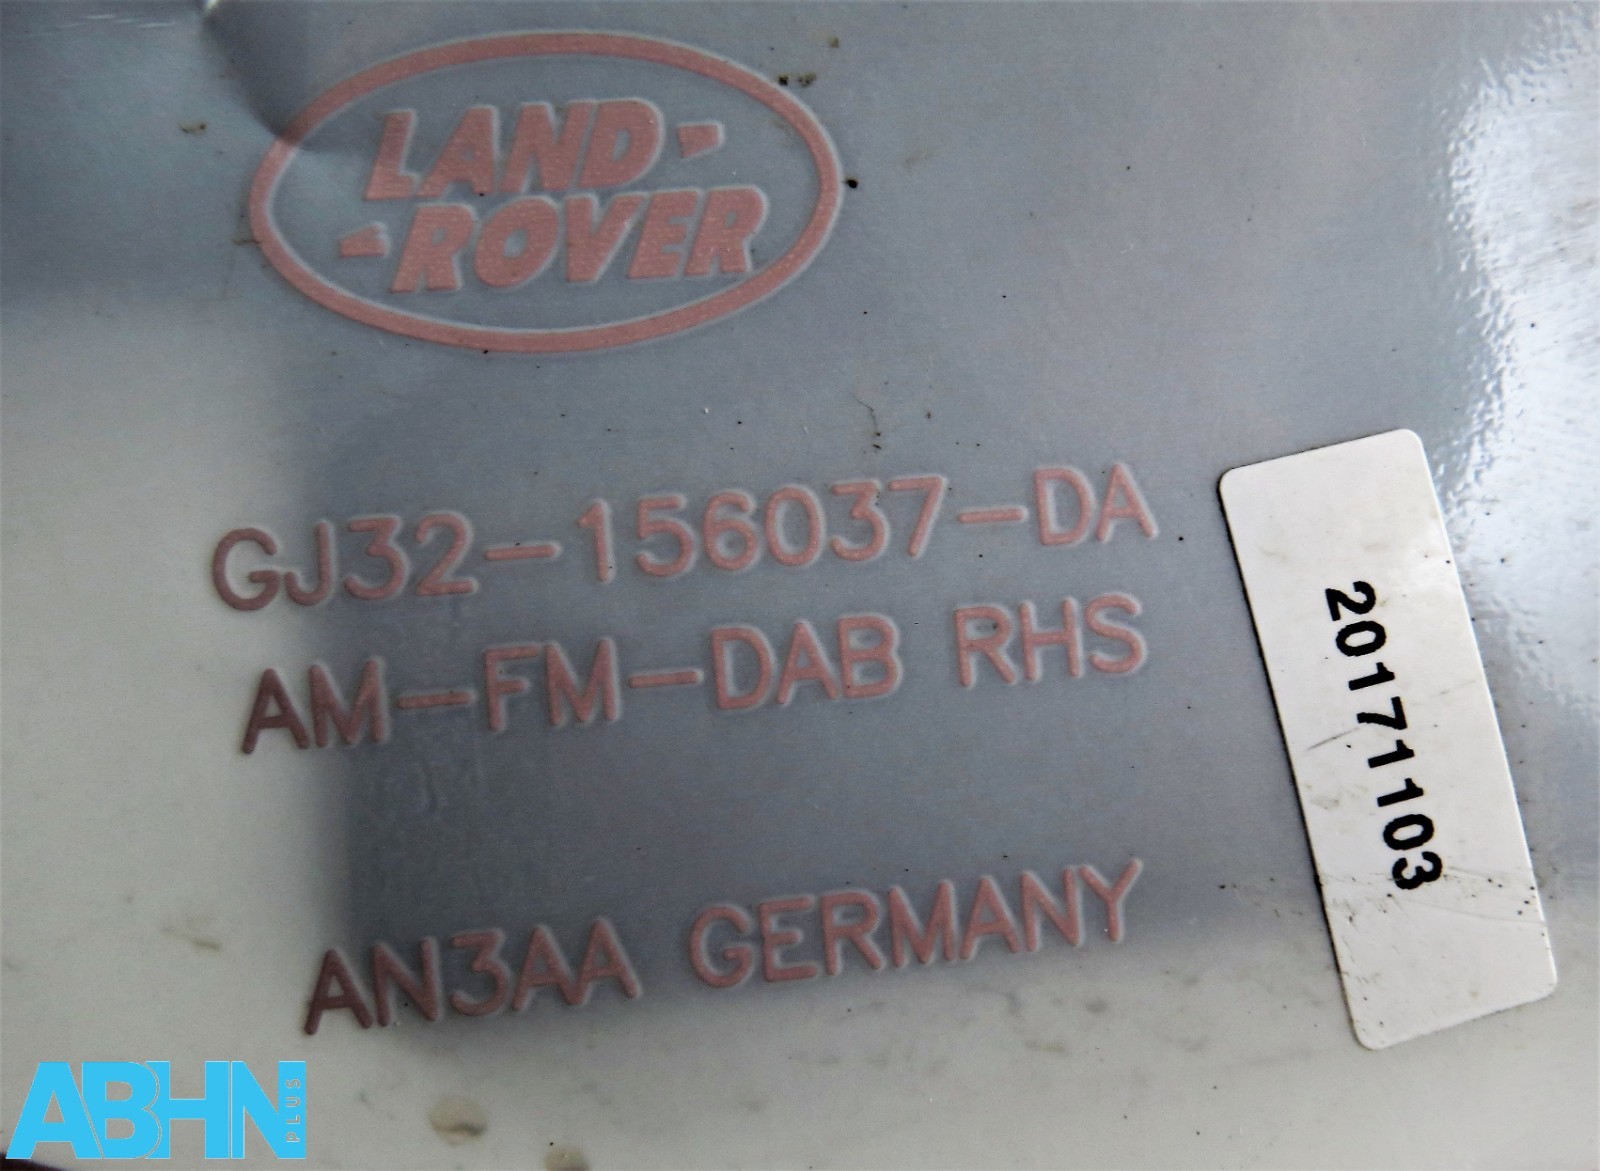 LAND-
-ROVER
GJ32-156037-DA
AM-FM-DAB RHS
AN3AA GERMANY
20171103
ABHN
PLUS